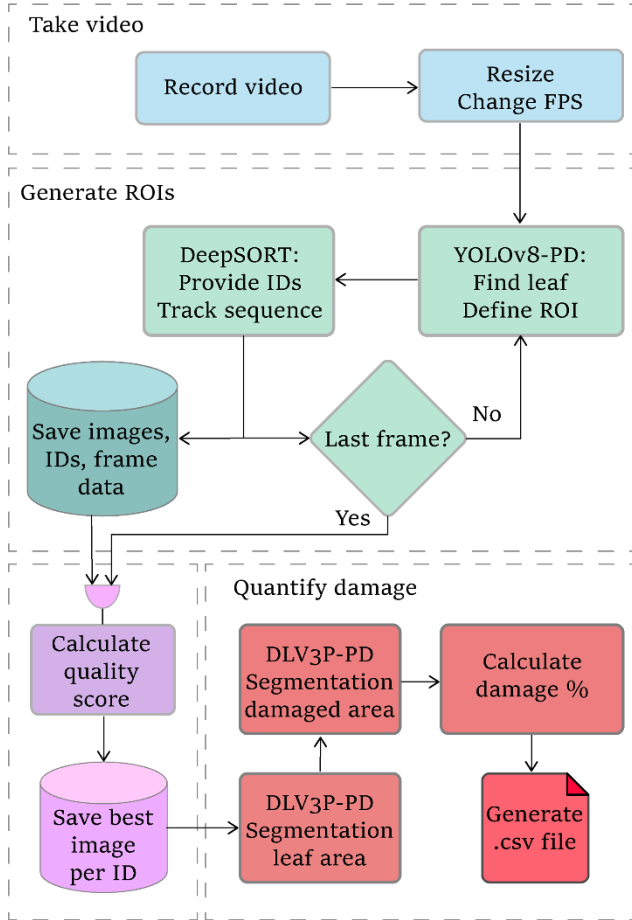 Take video
Record video
Resize
Change FPS
Generate ROIs
DeepSORT:
Provide IDs
Track sequence
YOLOv8-PD:
Find leaf
Define ROI
Save images,
IDs, frame
data
Last frame?
No
Yes
Calculate
quality
score
Save best
image
per ID
Quantify damage
DLV3P-PD
Segmentation
damaged area
Calculate
damage %
DLV3P-PD
Segmentation
leaf area
Generate
.csv file